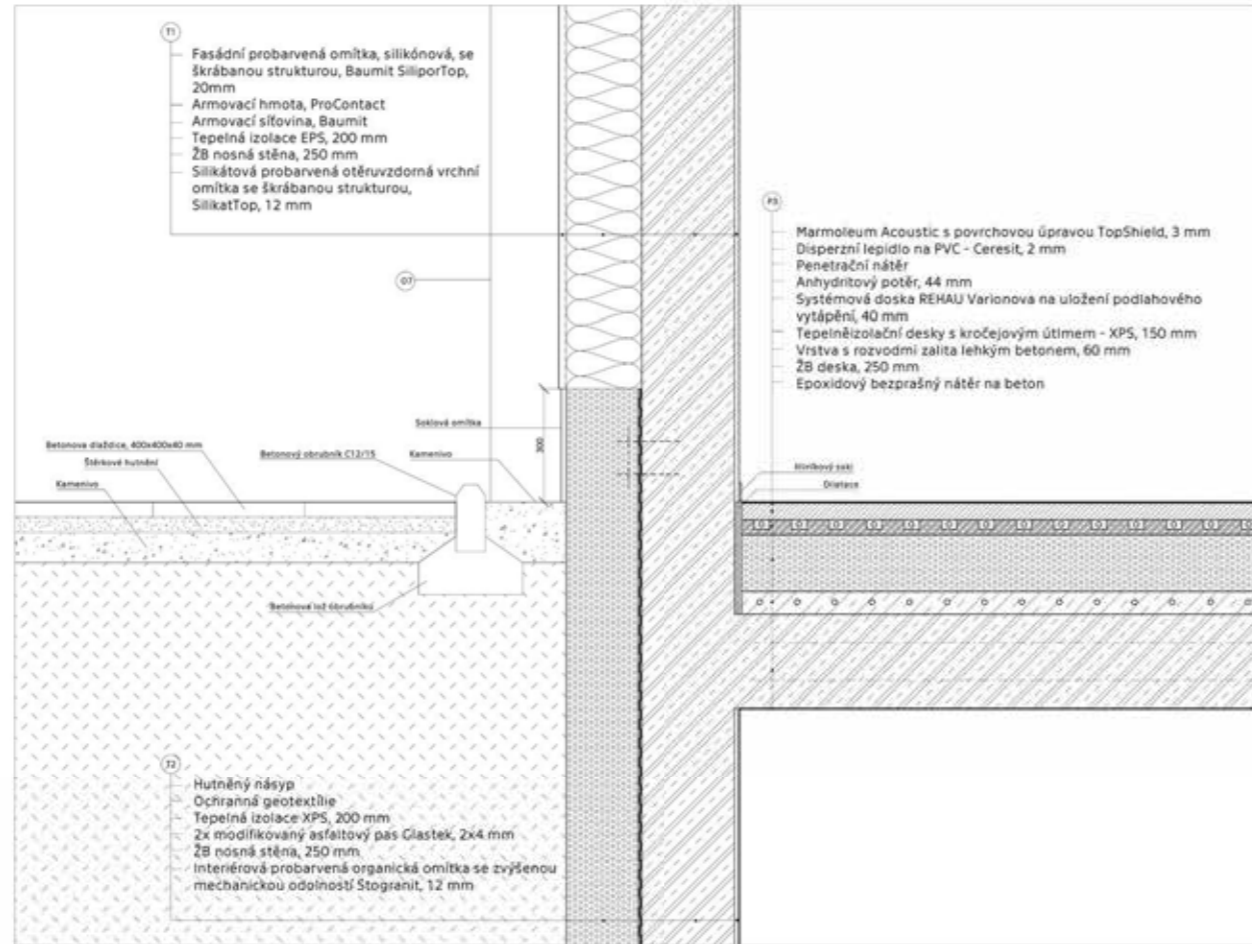 T1
Fasádní probarvená omítka, silikónová, se
škrábanou strukturou, Baumit SiliporTop,
20mm
Armovací hmota, ProContact
Armovací síťovina, Baumit
Tepelná izolace EPS, 200 mm
ŽB nosná stěna, 250 mm
Silikátová probarvená otěruvzdorná vrchní
omítka se škrábanou strukturou,
SilikatTop, 12 mm
P3
Marmoleum Acoustic s povrchovou úpravou TopShield, 3 mm
Disperzní lepidlo na PVC - Ceresit, 2 mm
Penetrační nátěr
Anhydritový potěr, 44 mm
Systémová doska REHAU Varionova na uložení podlahového
vytápění, 40 mm
Tepelněizolační desky s kročejovým útlmem - XPS, 150 mm
Vrstva s rozvodmi zalita lehkým betonem, 60 mm
ŽB deska, 250 mm
Epoxidový bezprašný nátěr na beton
O7
Soklová omítka
300
Betonova dlaždice, 400x400x40 mm
Štěrkové hutnění
Kamenivo
Betonový obrubník C12/15
Kamenivo
Hliníkový sokl
Dilatace
Betonová lož obrubníku
T2
Hutněný násyp
Ochranná geotextílie
Tepelná izolace XPS, 200 mm
2x modifikovaný asfaltový pas Glastek, 2x4 mm
ŽB nosná stěna, 250 mm
Interiérová probarvená organická omítka se zvýšenou
mechanickou odolností Stogranit, 12 mm